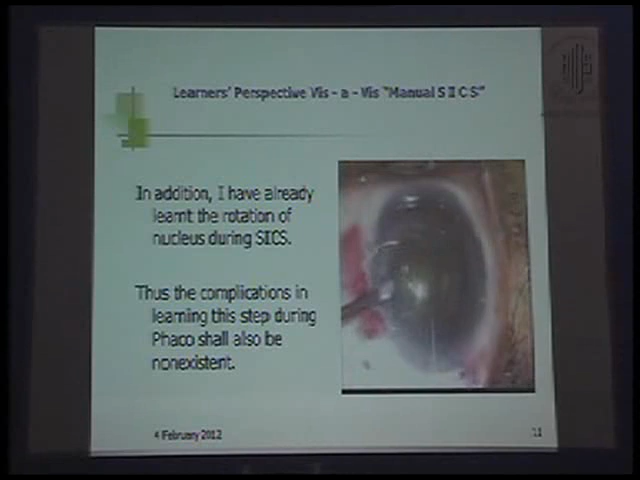 Learners' Perspective Vis - a - Vis "Manual S I C S"
In addition, I have already
learnt the rotation of
nucleus during SICS.
Thus the complications in
learning this step during
Phaco shall also be
nonexistent.
4 February 2012
11